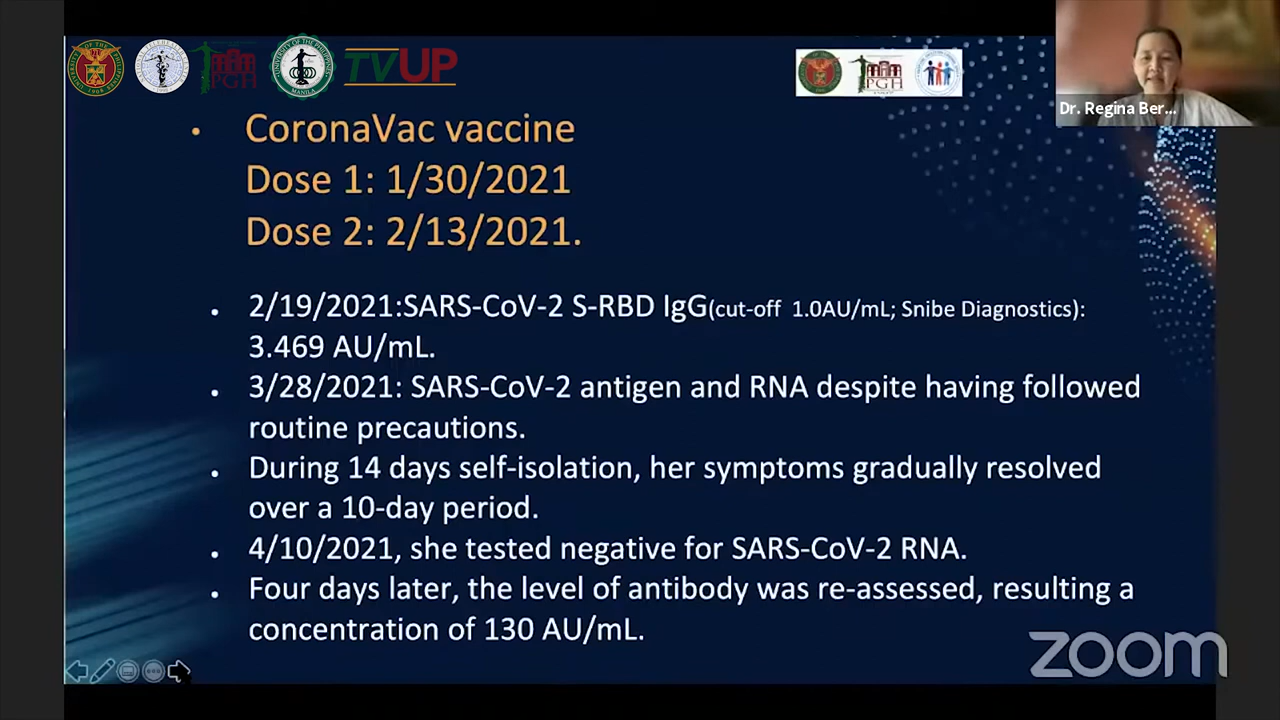 TVUP
PGH
MANILA
PGH
Dr. Regina Ber...
• CoronaVac vaccine
Dose 1: 1/30/2021
Dose 2: 2/13/2021.
• 2/19/2021:SARS-CoV-2 S-RBD IgG(cut-off 1.0AU/mL; Snibe Diagnostics):
3.469 AU/mL.
• 3/28/2021: SARS-CoV-2 antigen and RNA despite having followed
routine precautions.
• During 14 days self-isolation, her symptoms gradually resolved
over a 10-day period.
• 4/10/2021, she tested negative for SARS-CoV-2 RNA.
• Four days later, the level of antibody was re-assessed, resulting a
concentration of 130 AU/mL.
zoom